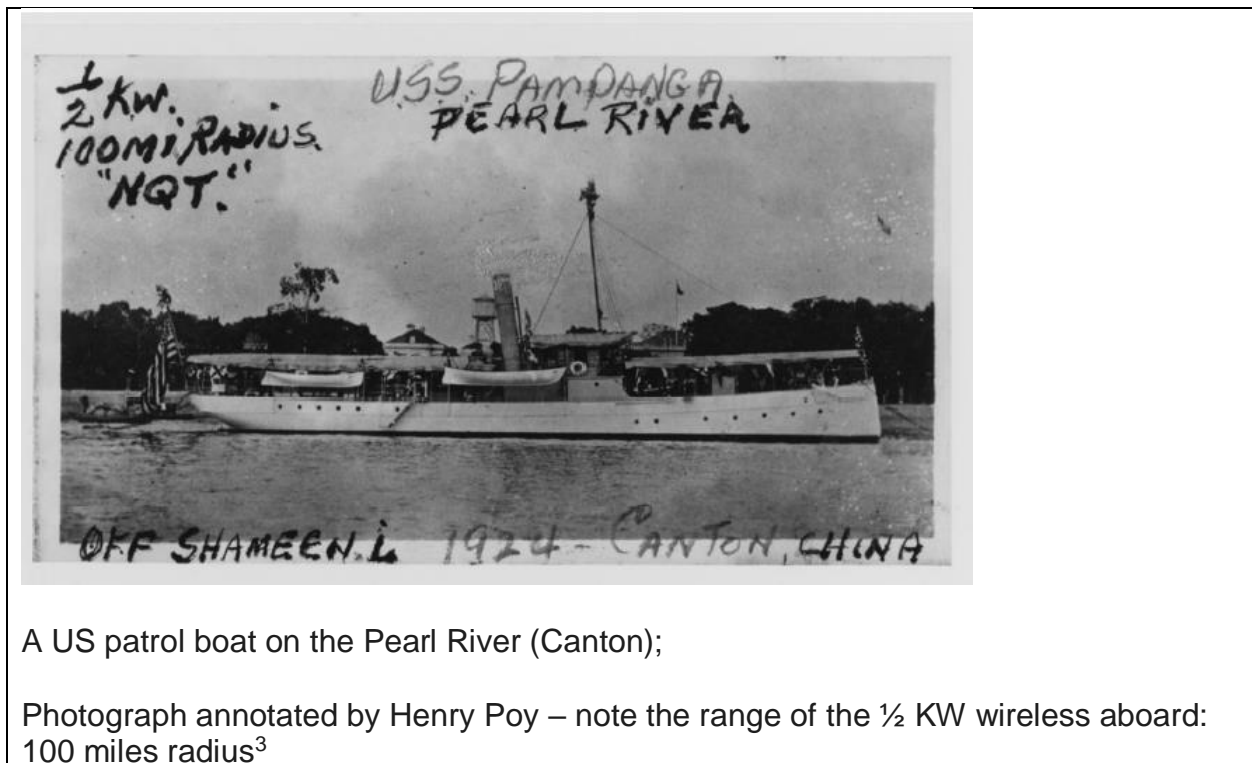 1/2 KW.
100 MI. RADIUS.
"NQT."
U.S.S. PAMPANGA.
PEARL RIVER
OFF SHAMEEN. I. 1924 - CANTON, CHINA
A US patrol boat on the Pearl River (Canton);
Photograph annotated by Henry Poy – note the range of the ½ KW wireless aboard:
100 miles radius³